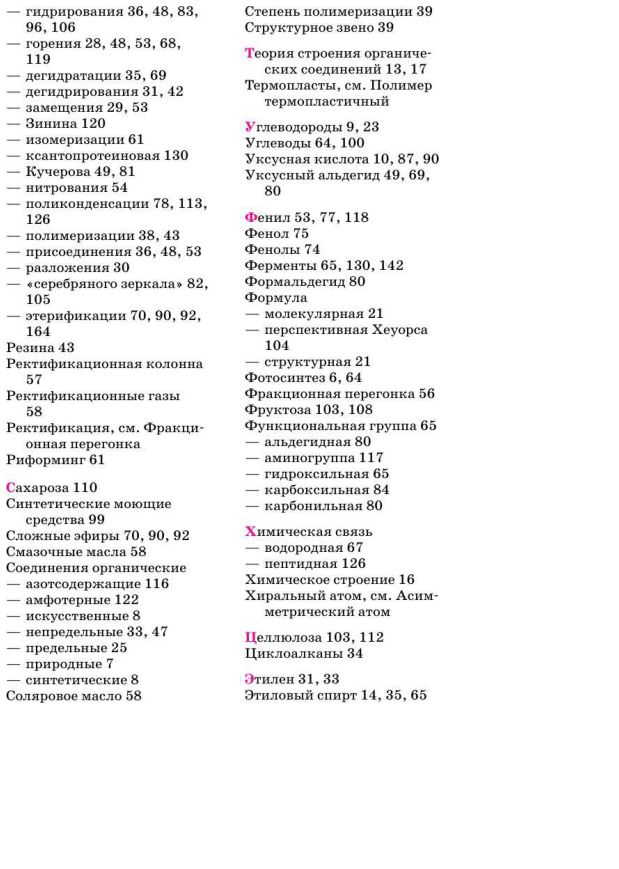 — гидрирования 36, 48, 83,
96, 106
— горения 28, 48, 53, 68,
119
— дегидратации 35, 69
— дегидрирования 31, 42
— замещения 29, 53
— Зинина 120
— изомеризации 61
— ксантопротеиновая 130
— Кучерова 49, 81
— нитрования 54
— поликонденсации 78, 113,
126
— полимеризации 38, 43
— присоединения 36, 48, 53
— разложения 30
— «серебряного зеркала» 82,
105
— этерификации 70, 90, 92,
164
Резина 43
Ректификационная колонна
57
Ректификационные газы
58
Ректификация, см. Фракци-
онная перегонка
Риформинг 61
Сахароза 110
Синтетические моющие
средства 99
Сложные эфиры 70, 90, 92
Смазочные масла 58
Соединения органические
— азотсодержащие 116
— амфотерные 122
— искусственные 8
— непредельные 33, 47
— предельные 25
— природные 7
— синтетические 8
Соляровое масло 58
Степень полимеризации 39
Структурное звено 39
Теория строения органиче-
ских соединений 13, 17
Термопласты, см. Полимер
термопластичный
Углеводороды 9, 23
Углеводы 64, 100
Уксусная кислота 10, 87, 90
Уксусный альдегид 49, 69,
80
Фенил 53, 77, 118
Фенол 75
Фенолы 74
Ферменты 65, 130, 142
Формальдегид 80
Формула
— молекулярная 21
— перспективная Хеуорса
104
— структурная 21
Фотосинтез 6, 64
Фракционная перегонка 56
Фруктоза 103, 108
Функциональная группа 65
— альдегидная 80
— аминогруппа 117
— гидроксильная 65
— карбоксильная 84
— карбонильная 80
Химическая связь
— водородная 67
— пептидная 126
Химическое строение 16
Хиральный атом, см. Асим-
метрический атом
Целлюлоза 103, 112
Циклоалканы 34
Этилен 31, 33
Этиловый спирт 14, 35, 65